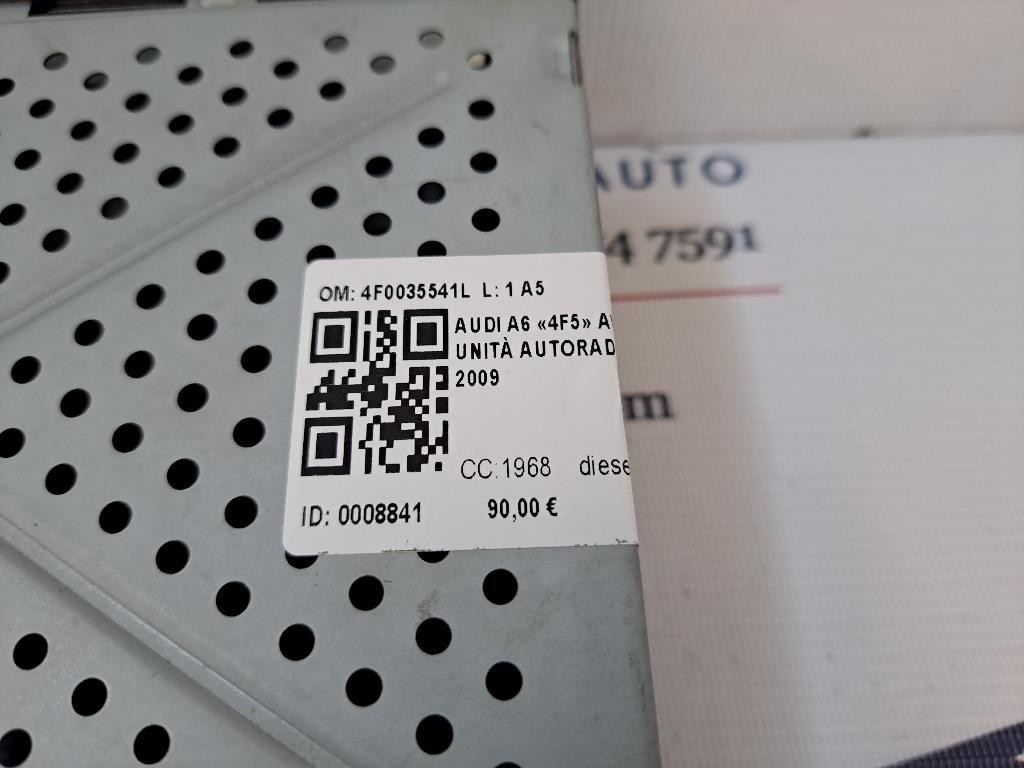 AUTO
4 7591
m
OM: 4F0035541L L: 1 A5
AUDI A6 «4F5» A
UNITÀ AUTORAD
2009
CC:1968 diese
ID: 0008841 90,00 €